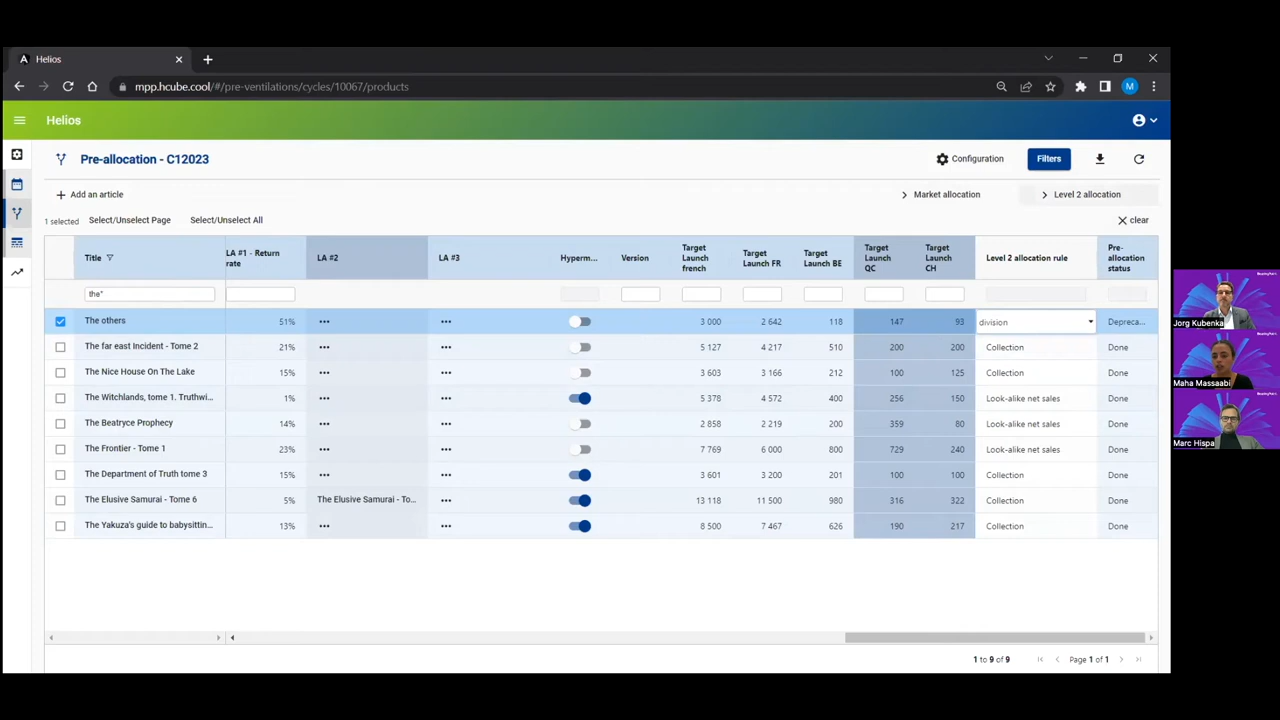 Helios
mpp.hcube.cool/#/pre-ventilations/cycles/10067/products
M
Helios
Pre-allocation - C12023
Configuration
Filters
Add an article
Market allocation
Level 2 allocation
1 selected
Select/Unselect Page
Select/Unselect All
clear
Title
LA #1 - Return rate
LA #2
LA #3
Hyperm...
Version
Target Launch french
Target Launch FR
Target Launch BE
Target Launch QC
Target Launch CH
Level 2 allocation rule
Pre-allocation status
the*
The others 51% ••• ••• 3 000 2 642 118 147 93 division Depreca...
The far east Incident - Tome 2 21% ••• ••• 5 127 4 217 510 200 200 Collection Done
The Nice House On The Lake 15% ••• ••• 3 603 3 166 212 100 125 Collection Done
The Witchlands, tome 1. Truthwi... 1% ••• ••• 5 378 4 572 400 256 150 Look-alike net sales Done
The Beatryce Prophecy 14% ••• ••• 2 858 2 219 200 359 80 Look-alike net sales Done
The Frontier - Tome 1 23% ••• ••• 7 769 6 000 800 729 240 Look-alike net sales Done
The Department of Truth tome 3 15% ••• ••• 3 601 3 200 201 100 100 Collection Done
The Elusive Samurai - Tome 6 5% The Elusive Samurai - To... ••• 13 118 11 500 980 316 322 Collection Done
The Yakuza's guide to babysittin... 13% ••• ••• 8 500 7 467 626 190 217 Collection Done
1 to 9 of 9
Page 1 of 1
Jorg Kubenka
Maha Massaabi
Marc Hispa